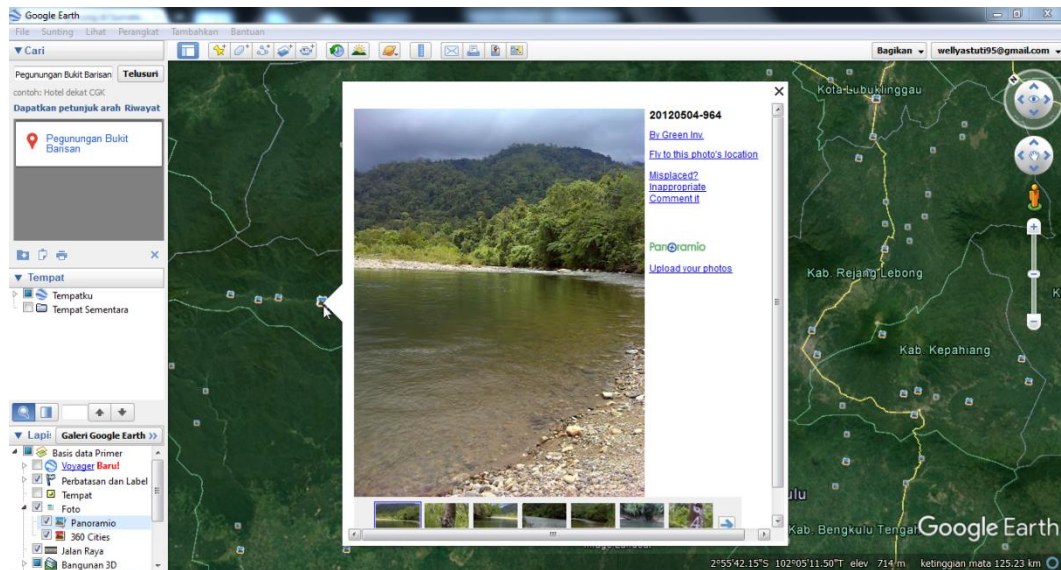 Google Earth
File Sunting Lihat Perangkat Tambahkan Bantuan
Cari
Pegunungan Bukit Barisan
Telusuri
contoh: Hotel dekat CGK
Dapatkan petunjuk arah Riwayat
Pegunungan Bukit
Barisan
Tempat
Tempatku
Tempat Sementara
Galeri Google Earth >>
Basis data Primer
Voyager Baru!
Perbatasan dan Label
Tempat
Foto
Panoramio
360 Cities
Jalan Raya
Bangunan 3D
Bagikan
wellyastuti95@gmail.com
20120504-964
By Green Inv.
Fly to this photo's location
Misplaced?
Inappropriate
Comment it
Panoramio
Upload your photos
Kota Lubuklinggau
Kab. Rejang Lebong
Kab. Kepahiang
Kab. Bengkulu Tengah
Google Earth
2°55'42.15"S 102°05'11.50"T elev 714 m ketinggian mata 125.23 km